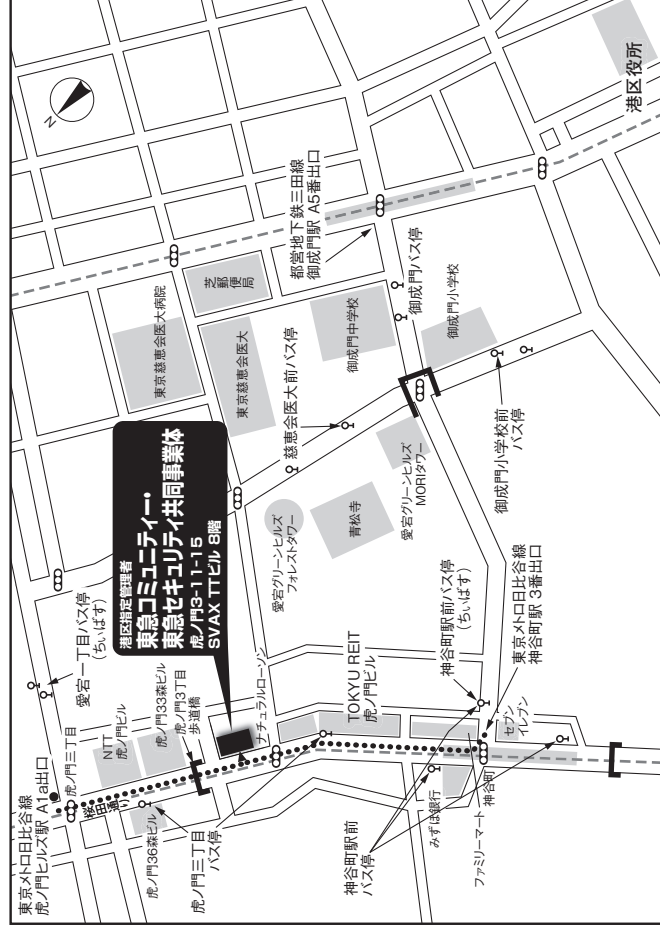 東京メトロ日比谷線
虎ノ門ヒルズ駅 A1a出口
虎ノ門三丁目
桜田通り
愛宕一丁目バス停
(ちぃばす)
NTT
虎ノ門ビル
虎ノ門33森ビル
虎ノ門3丁目
歩道橋
虎ノ門36森ビル
虎ノ門三丁目
バス停
港区指定管理者
東急コミュニティー・
東急セキュリティ共同事業体
虎ノ門3-11-15
SVAX TTビル 8階
ナチュラルローソン
TOKYU REIT
虎ノ門ビル
神谷町駅前
バス停
みずほ銀行
ファミリーマート
神谷町
セブン
イレブン
東京メトロ日比谷線
神谷町駅 3番出口
神谷町駅前バス停
(ちぃばす)
愛宕グリーンヒルズ
フォレストタワー
青松寺
愛宕グリーンヒルズ
MORIタワー
慈恵会医大前バス停
東京慈恵会医大病院
東京慈恵会医大
芝
郵
便
局
御成門中学校
都営地下鉄三田線
御成門駅 A5番出口
御成門バス停
御成門小学校
御成門小学校前
バス停
港区役所
N